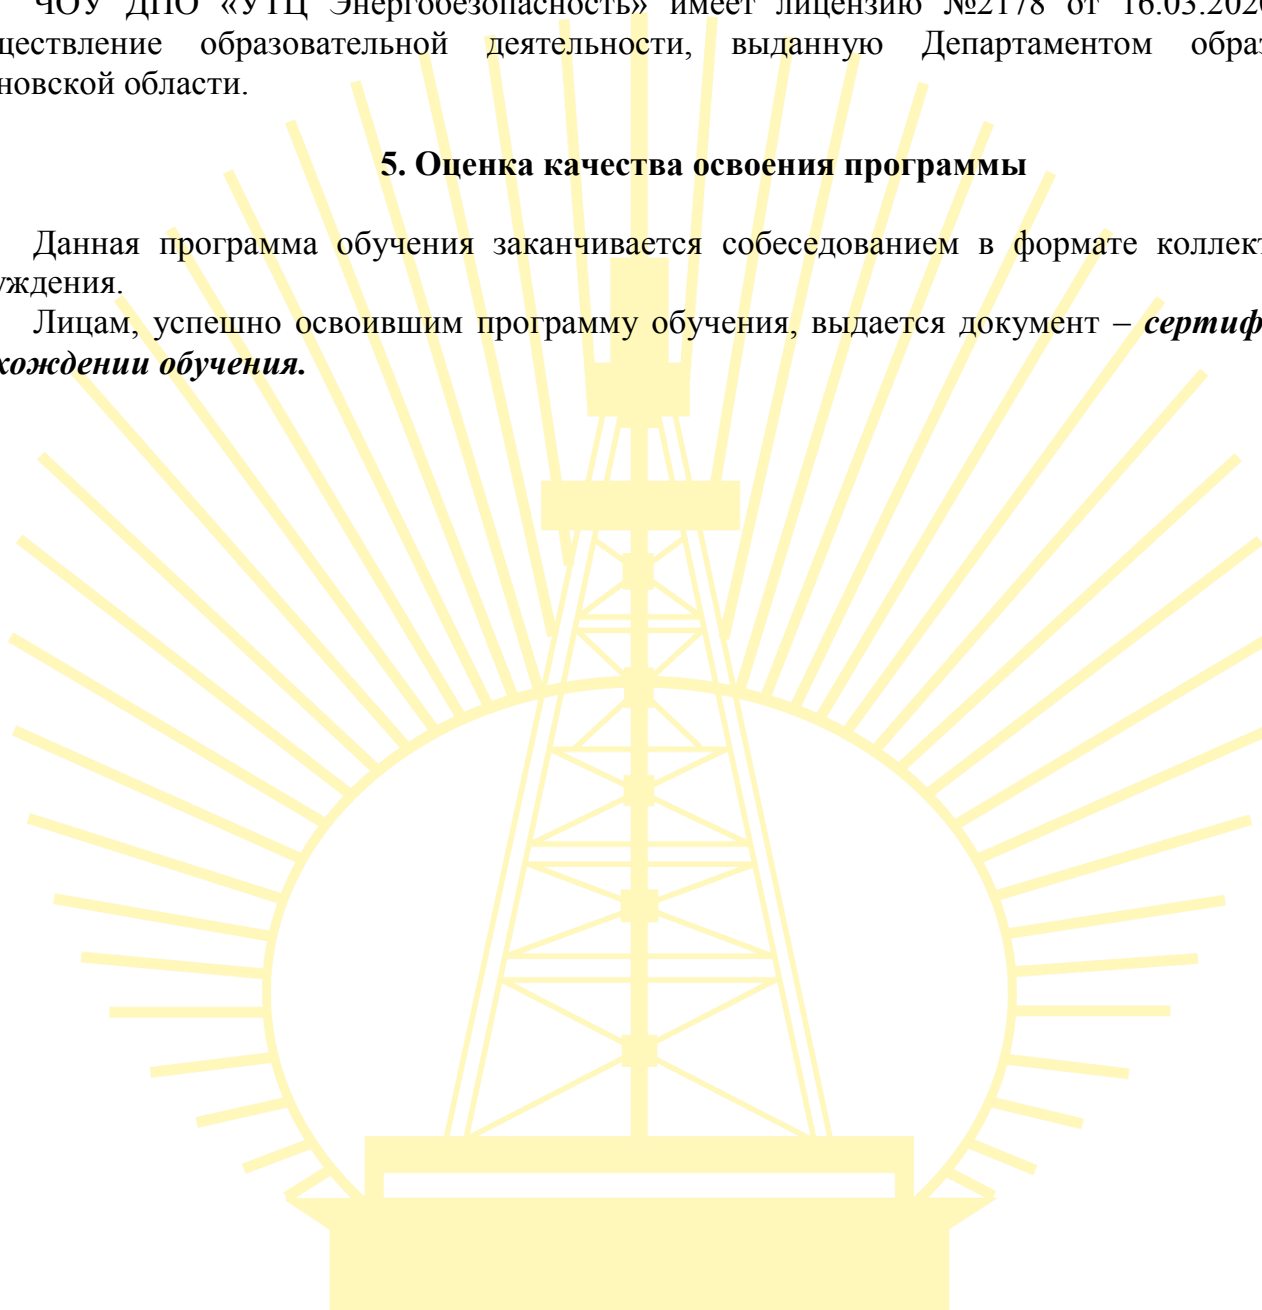 ЧОУ ДПО «УТЦ Энергобезопасность» имеет лицензию №2178 от 16.03.2020
ществление образовательной деятельности, выданную Департаментом образ
новской области.
5. Оценка качества освоения программы
Данная программа обучения заканчивается собеседованием в формате коллект
уждения.
Лицам, успешно освоившим программу обучения, выдается документ – сертиф
хождении обучения.